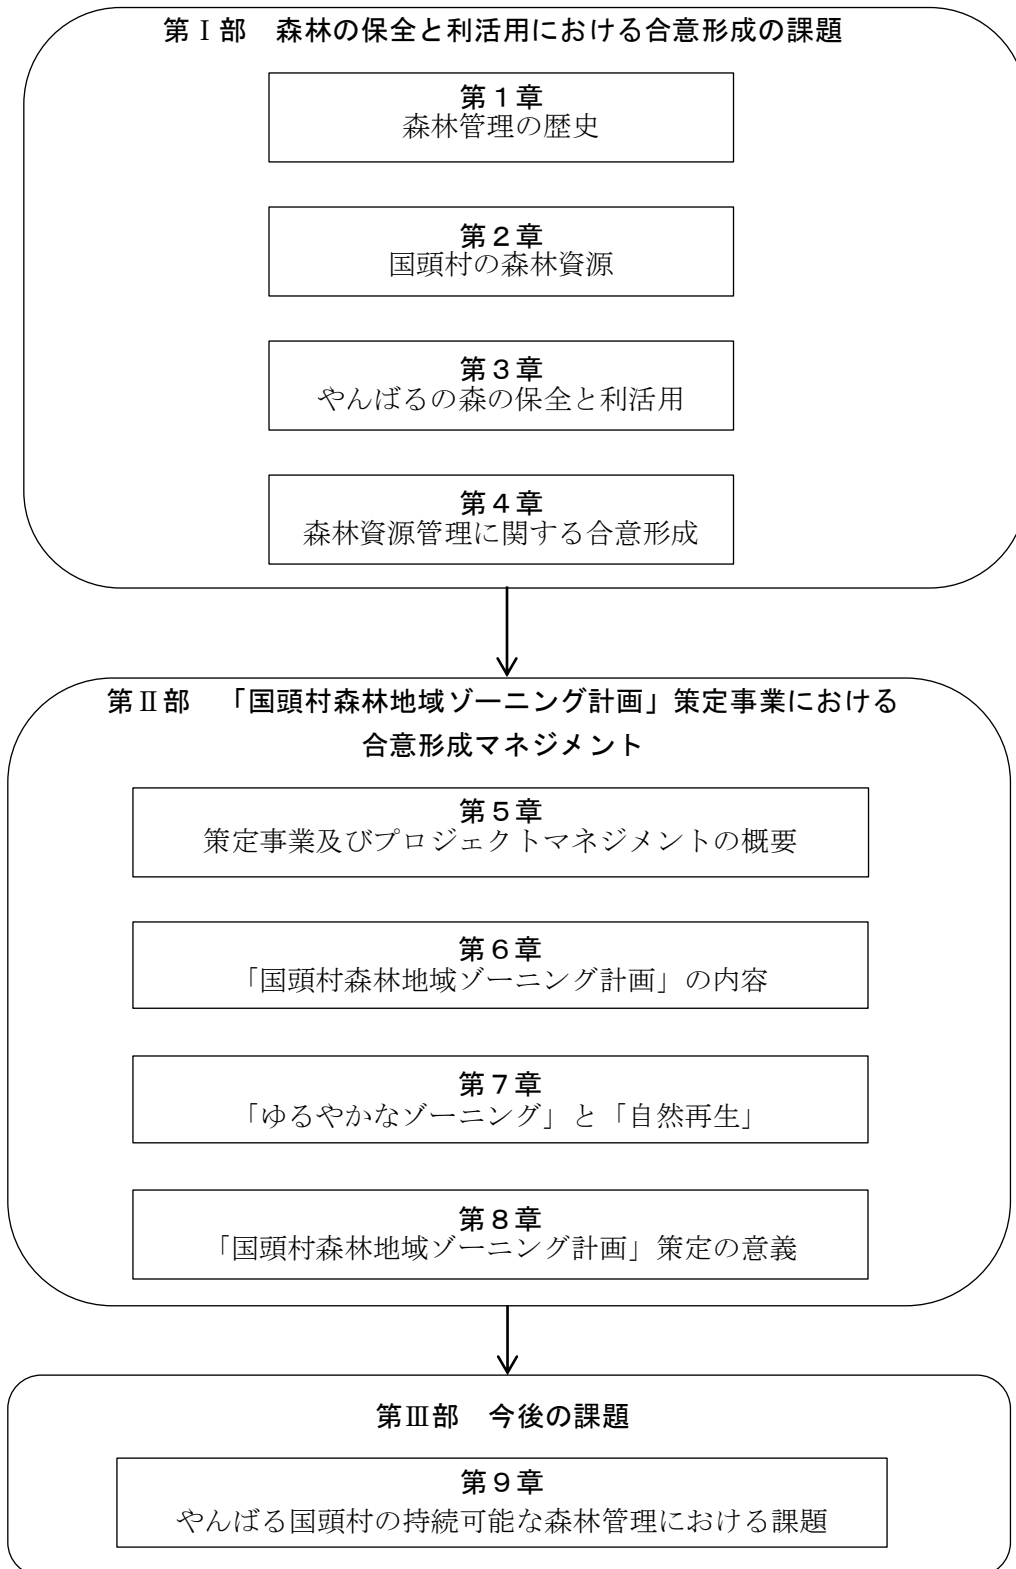 第Ⅰ部　森林の保全と利活用における合意形成の課題
第１章
森林管理の歴史
第２章
国頭村の森林資源
第３章
やんばるの森の保全と利活用
第４章
森林資源管理に関する合意形成
第Ⅱ部　「国頭村森林地域ゾーニング計画」策定事業における
合意形成マネジメント
第５章
策定事業及びプロジェクトマネジメントの概要
第６章
「国頭村森林地域ゾーニング計画」の内容
第７章
「ゆるやかなゾーニング」と「自然再生」
第８章
「国頭村森林地域ゾーニング計画」策定の意義
第Ⅲ部　今後の課題
第９章
やんばる国頭村の持続可能な森林管理における課題